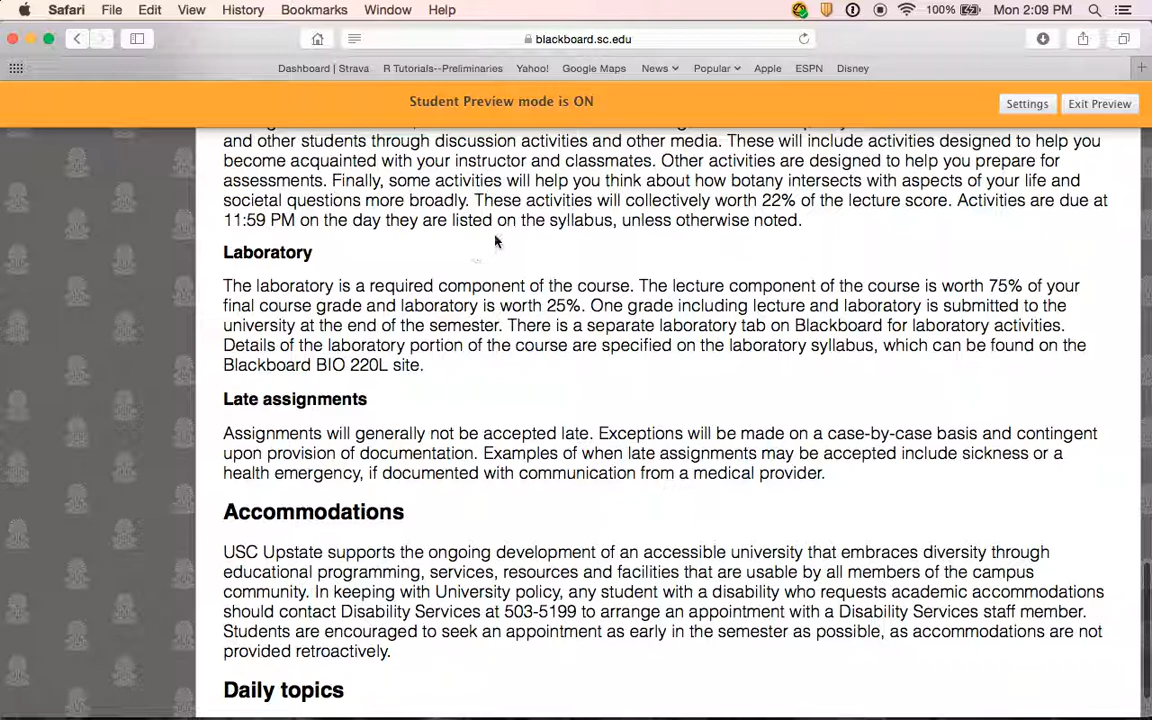 Safari File Edit View History Bookmarks Window Help 100% Mon 2:09 PM
blackboard.sc.edu
Dashboard | Strava R Tutorials--Preliminaries Yahoo! Google Maps News Popular Apple ESPN Disney
Student Preview mode is ON Settings Exit Preview
and other students through discussion activities and other media. These will include activities designed to help you
become acquainted with your instructor and classmates. Other activities are designed to help you prepare for
assessments. Finally, some activities will help you think about how botany intersects with aspects of your life and
societal questions more broadly. These activities will collectively worth 22% of the lecture score. Activities are due at
11:59 PM on the day they are listed on the syllabus, unless otherwise noted.
Laboratory
The laboratory is a required component of the course. The lecture component of the course is worth 75% of your
final course grade and laboratory is worth 25%. One grade including lecture and laboratory is submitted to the
university at the end of the semester. There is a separate laboratory tab on Blackboard for laboratory activities.
Details of the laboratory portion of the course are specified on the laboratory syllabus, which can be found on the
Blackboard BIO 220L site.
Late assignments
Assignments will generally not be accepted late. Exceptions will be made on a case-by-case basis and contingent
upon provision of documentation. Examples of when late assignments may be accepted include sickness or a
health emergency, if documented with communication from a medical provider.
Accommodations
USC Upstate supports the ongoing development of an accessible university that embraces diversity through
educational programming, services, resources and facilities that are usable by all members of the campus
community. In keeping with University policy, any student with a disability who requests academic accommodations
should contact Disability Services at 503-5199 to arrange an appointment with a Disability Services staff member.
Students are encouraged to seek an appointment as early in the semester as possible, as accommodations are not
provided retroactively.
Daily topics